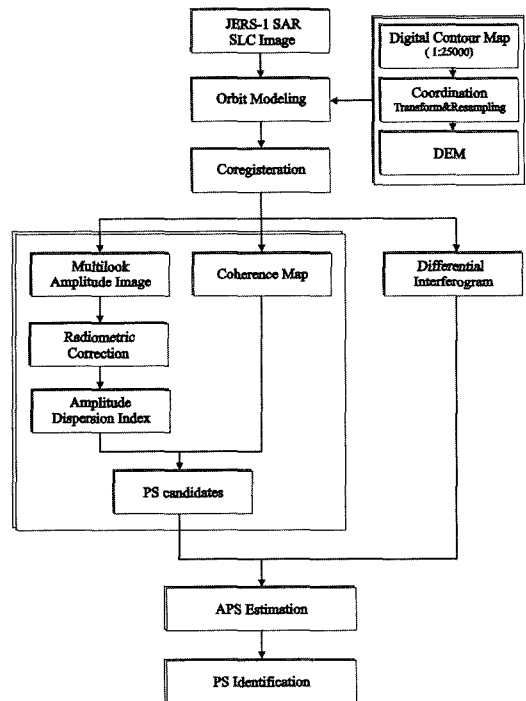 JERS-1 SAR
SLC Image
Digital Contour Map
( 1:25000)
Orbit Modeling
Coordination
Transform&Resampling
DEM
Coregisteration
Multilook
Amplitude Image
Coherence Map
Differential
Interferogram
Radiometric
Correction
Amplitude
Dispersion Index
PS candidates
APS Estimation
PS Identification